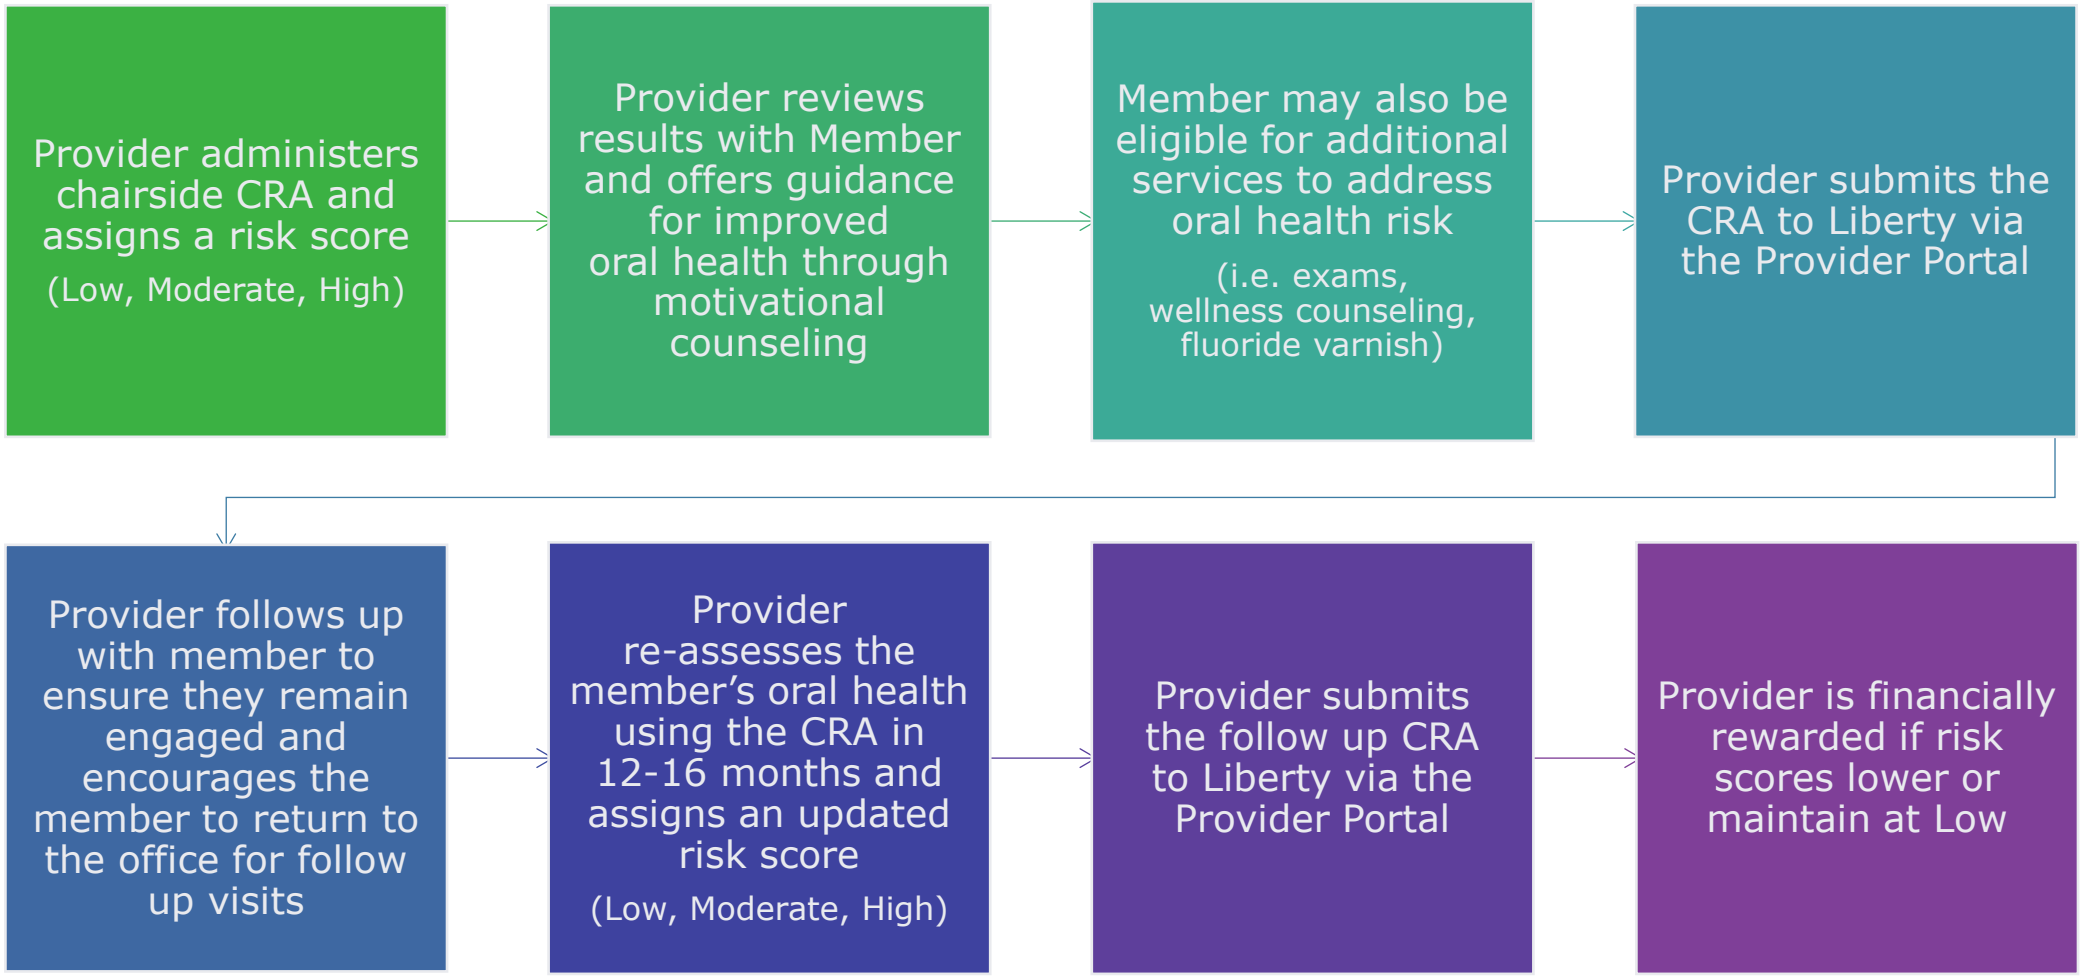 Provider administers
chairside CRA and
assigns a risk score
(Low, Moderate, High)
Provider reviews
results with Member
and offers guidance
for improved
oral health through
motivational
counseling
Member may also be
eligible for additional
services to address
oral health risk
(i.e. exams,
wellness counseling,
fluoride varnish)
Provider submits the
CRA to Liberty via
the Provider Portal
Provider follows up
with member to
ensure they remain
engaged and
encourages the
member to return to
the office for follow
up visits
Provider
re-assesses the
member’s oral health
using the CRA in
12-16 months and
assigns an updated
risk score
(Low, Moderate, High)
Provider submits
the follow up CRA
to Liberty via the
Provider Portal
Provider is financially
rewarded if risk
scores lower or
maintain at Low